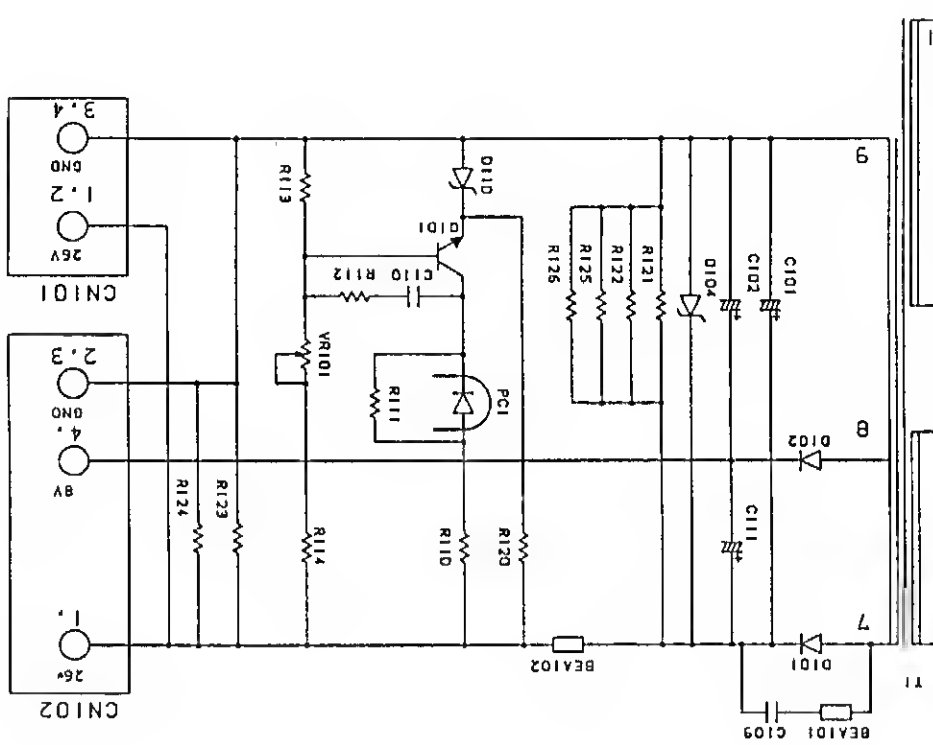 3.4
GND
1.2
26V
CN101
2.3
GND
4.
8V
1.
CN102
R113
D110
Q101
R112
C110
VR101
R111
PC1
R124
R123
R114
R110
R120
R126
R125
R122
R121
D104
C102
C101
9
8
D102
C111
7
D101
BEA102
C109
BEA101
T1